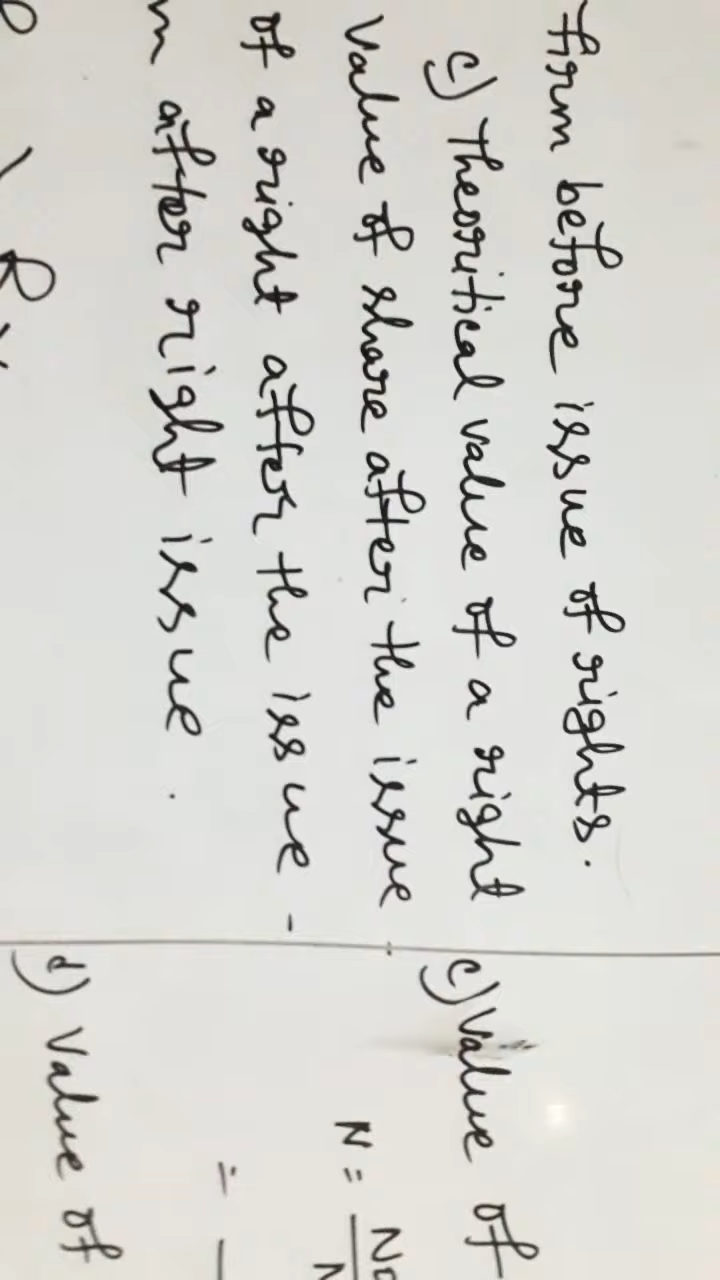 firm before issue of rights.
c) Theoritical value of a right
Value of share after the issue -
of a right after the issue -
m after right issue.
R
c) Value of
N = No
=
d) Value of